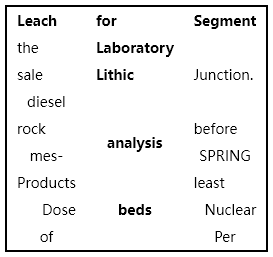 Leach for Segment
the Laboratory
sale Lithic Junction.
diesel
rock before
analysis
mes- SPRING
Products least
Dose beds Nuclear
of Per